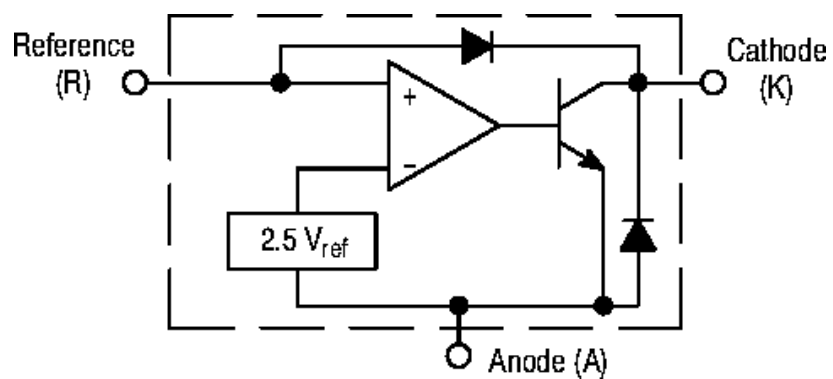 Reference
(R)
Cathode
(K)
+
−
2.5 Vref
Anode (A)